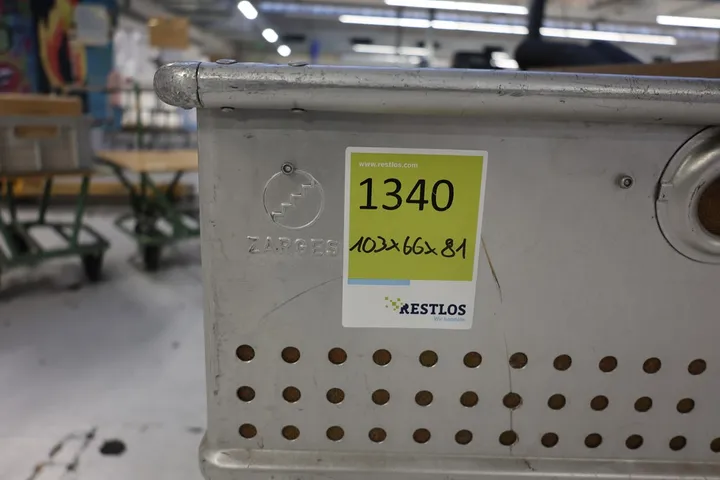 www.restlos.com
1340
ZARGES
103x66x81
RESTLOS